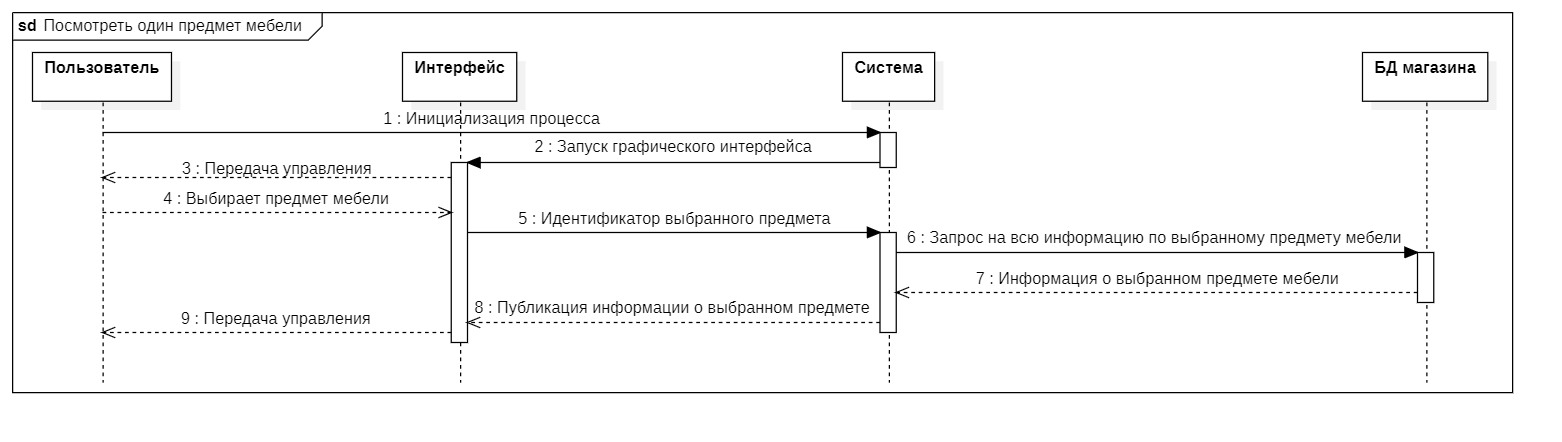 sd Посмотреть один предмет мебели
Пользователь
Интерфейс
Система
БД магазина
1 : Инициализация процесса
2 : Запуск графического интерфейса
3 : Передача управления
4 : Выбирает предмет мебели
5 : Идентификатор выбранного предмета
6 : Запрос на всю информацию по выбранному предмету мебели
7 : Информация о выбранном предмете мебели
8 : Публикация информации о выбранном предмете
9 : Передача управления